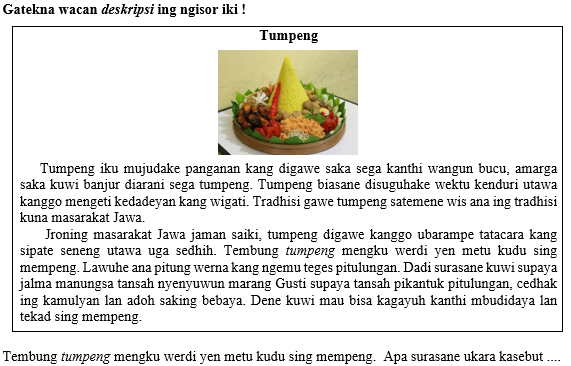 Gatekna wacan deskripsi ing ngisor iki !
Tumpeng
Tumpeng iku mujudake panganan kang digawe saka sega kanthi wangun bucu, amarga
saka kuwi banjur diarani sega tumpeng. Tumpeng biasane disuguhake wektu kenduri utawa
kanggo mengeti kedadeyan kang wigati. Tradhisi gawe tumpeng satemene wis ana ing tradhisi
kuna masarakat Jawa.
Jroning masarakat Jawa jaman saiki, tumpeng digawe kanggo ubarampe tatacara kang
sipate seneng utawa uga sedhih. Tembung tumpeng mengku werdi yen metu kudu sing
mempeng. Lawuhe ana pitung werna kang ngemu teges pitulungan. Dadi surasane kuwi supaya
jalma manungsa tansah nyenyuwun marang Gusti supaya tansah pikantuk pitulungan, cedhak
ing kamulyan lan adoh saking bebaya. Dene kuwi mau bisa kagayuh kanthi mbudidaya lan
tekad sing mempeng.
Tembung tumpeng mengku werdi yen metu kudu sing mempeng. Apa surasane ukara kasebut ....